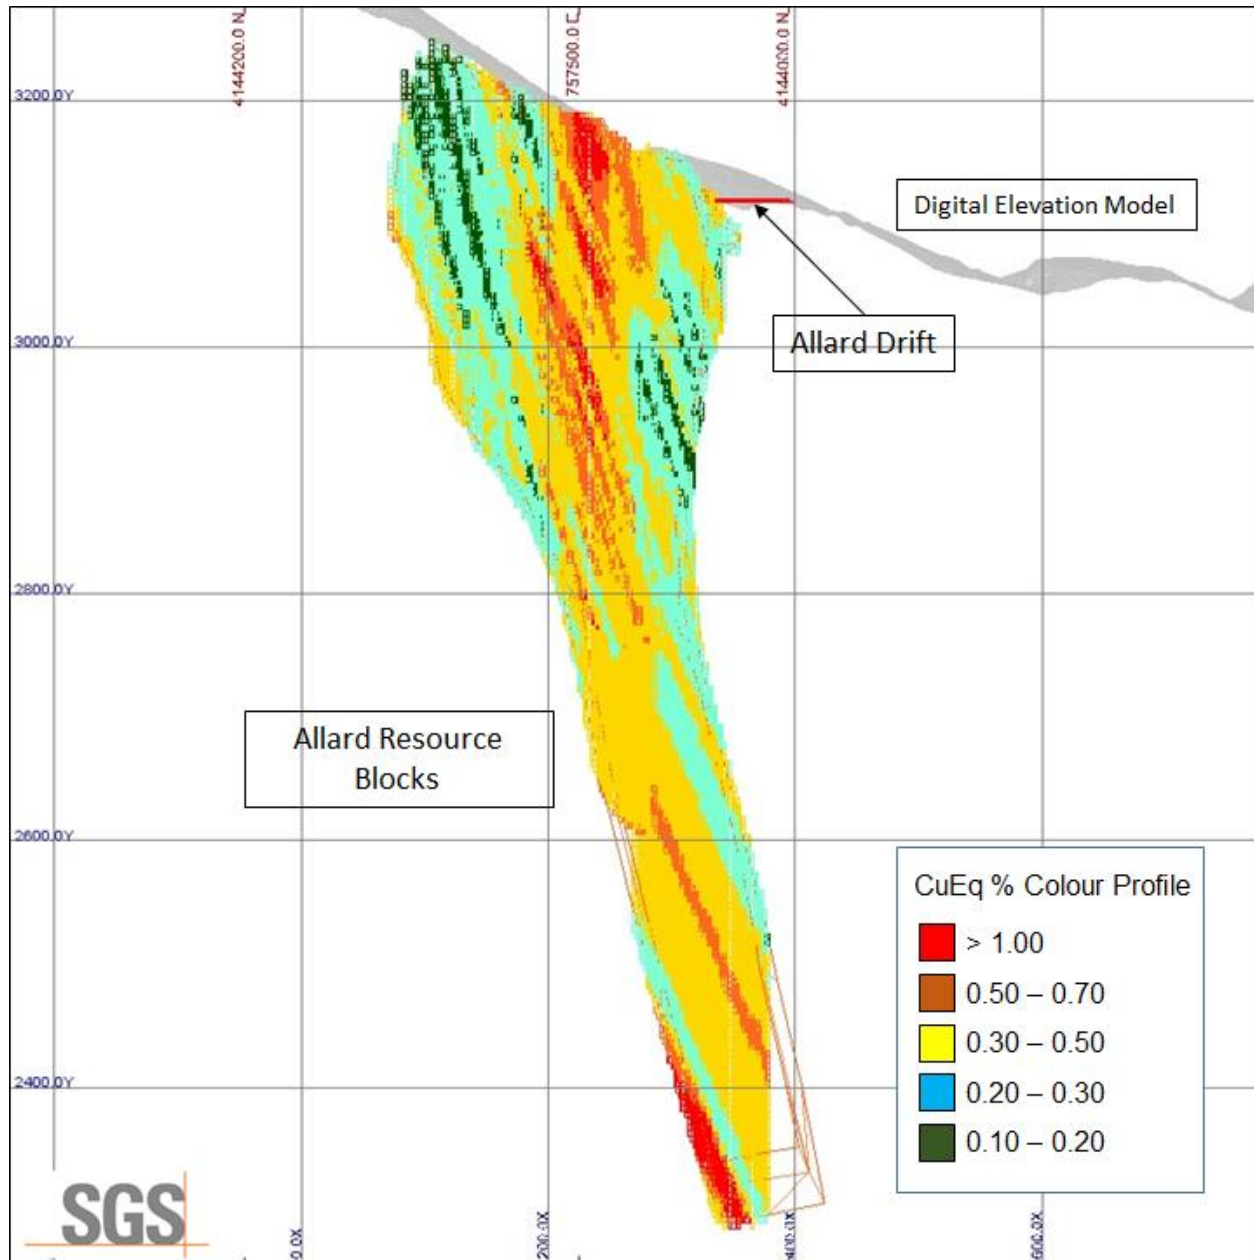 4144200.0 N
757500.0 E
4144000.0 N
3200.0Y
Digital Elevation Model
Allard Drift
3000.0Y
2800.0Y
Allard Resource
Blocks
2600.0Y
CuEq % Colour Profile
> 1.00
0.50 – 0.70
0.30 – 0.50
0.20 – 0.30
0.10 – 0.20
2400.0Y
SGS
0.0X
200.0X
400.0X
600.0X